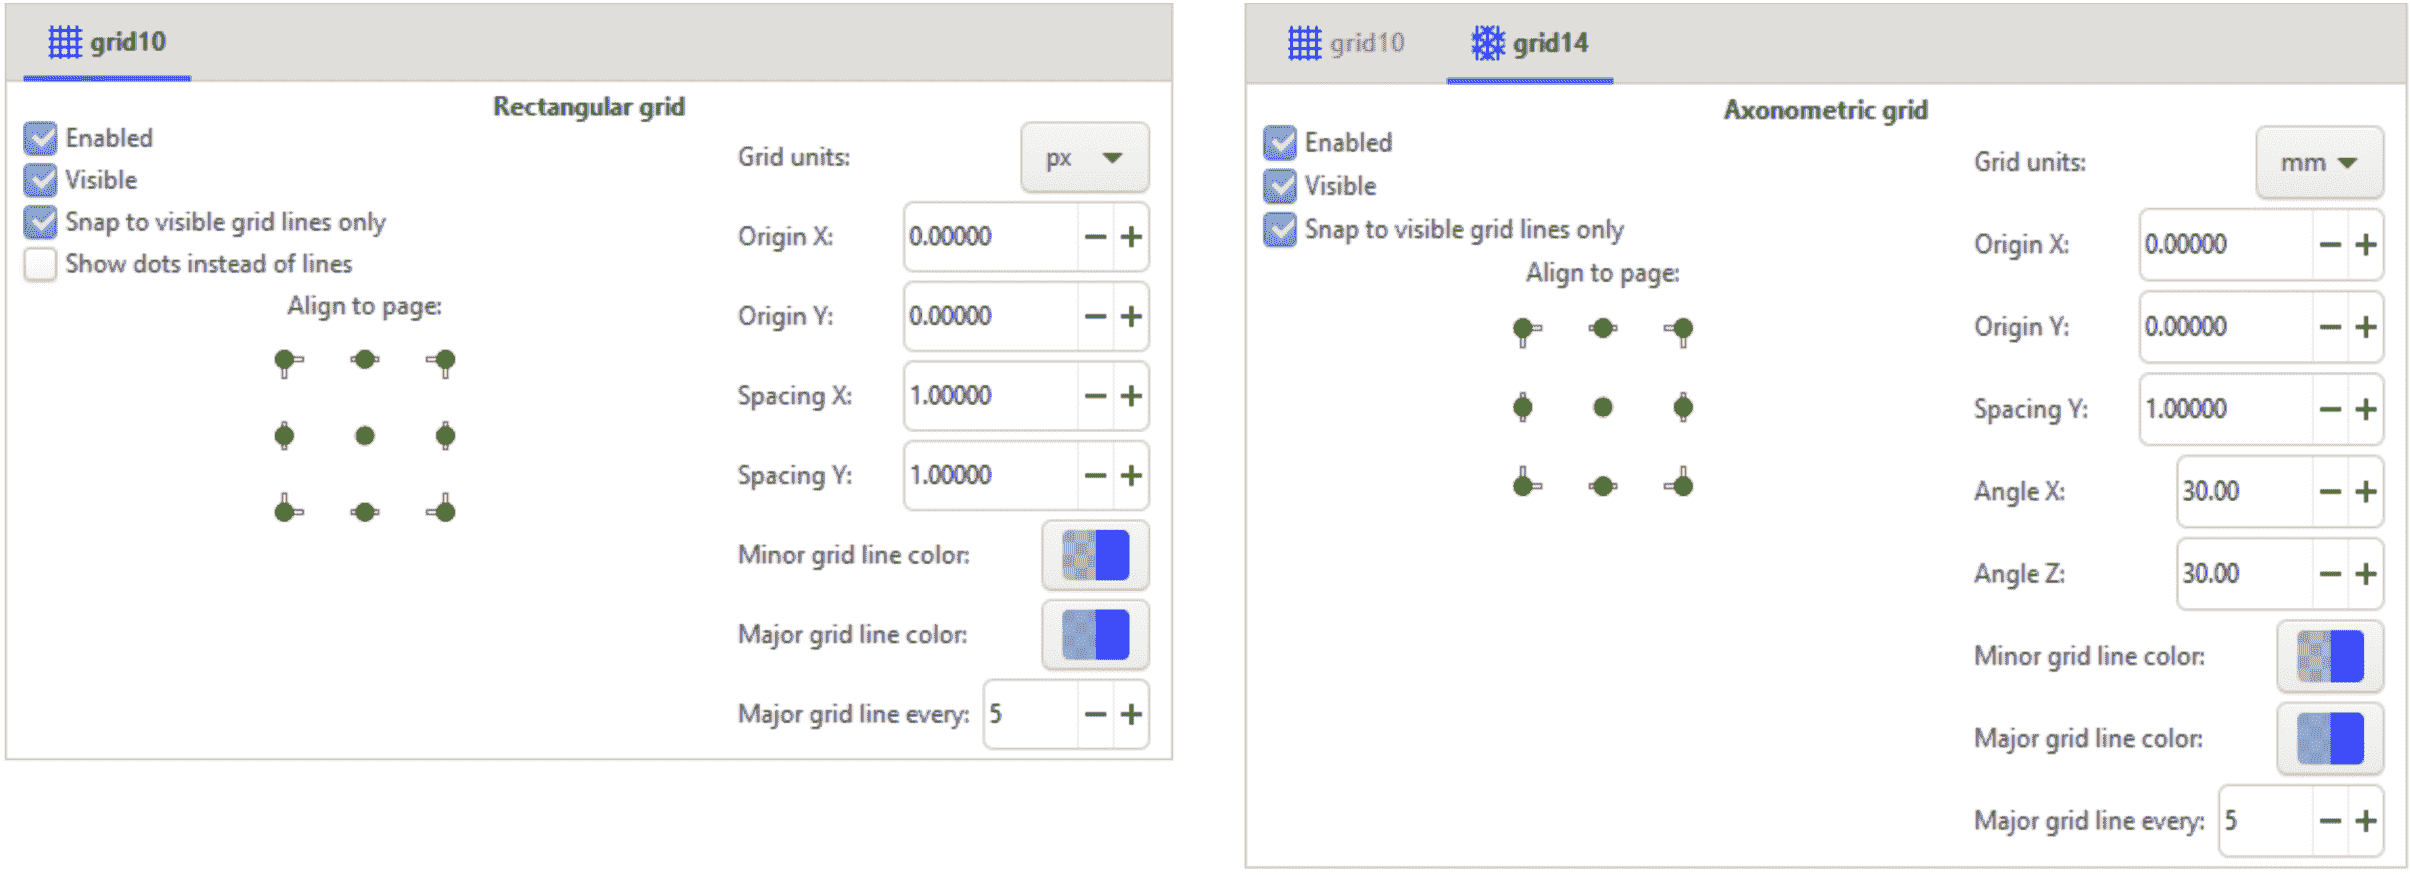 grid10
Rectangular grid
Enabled
Visible
Snap to visible grid lines only
Show dots instead of lines
Align to page:
Grid units: px
Origin X: 0.00000
Origin Y: 0.00000
Spacing X: 1.00000
Spacing Y: 1.00000
Minor grid line color:
Major grid line color:
Major grid line every: 5
grid10 grid14
Axonometric grid
Enabled
Visible
Snap to visible grid lines only
Align to page:
Grid units: mm
Origin X: 0.00000
Origin Y: 0.00000
Spacing Y: 1.00000
Angle X: 30.00
Angle Z: 30.00
Minor grid line color:
Major grid line color:
Major grid line every: 5